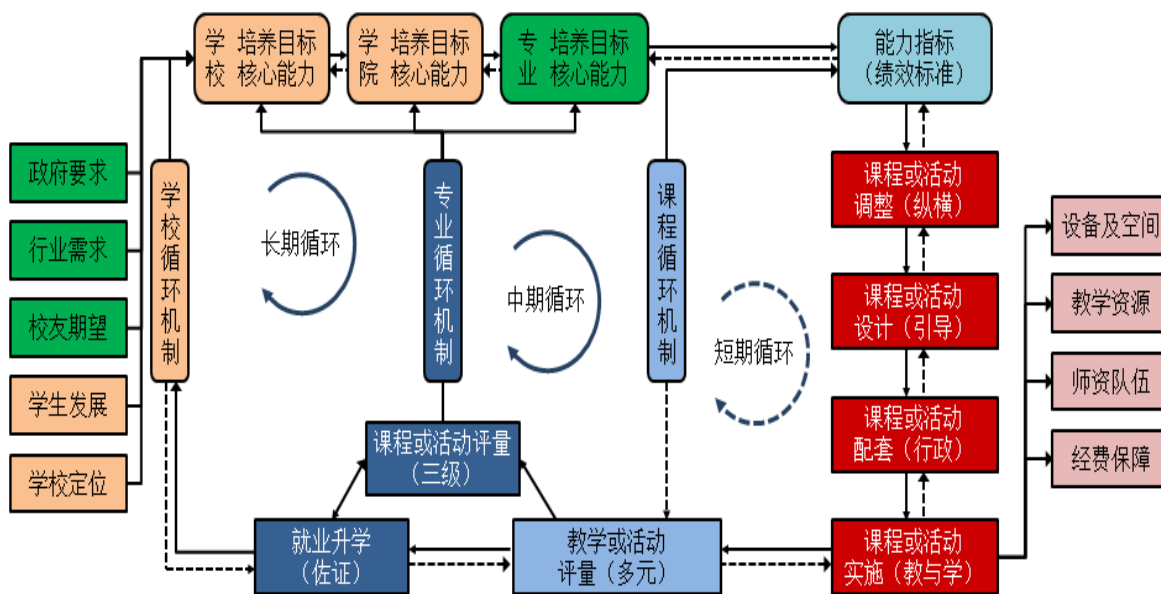 学校 培养目标
核心能力
学院 培养目标
核心能力
专业 培养目标
核心能力
能力指标
（绩效标准）
政府要求
行业需求
校友期望
学生发展
学校定位
学校循环机制
长期循环
专业循环机制
中期循环
课程循环机制
短期循环
课程或活动
调整（纵横）
课程或活动
设计（引导）
课程或活动
配套（行政）
课程或活动
实施（教与学）
设备及空间
教学资源
师资队伍
经费保障
课程或活动评量
（三级）
就业升学
（佐证）
教学或活动
评量（多元）